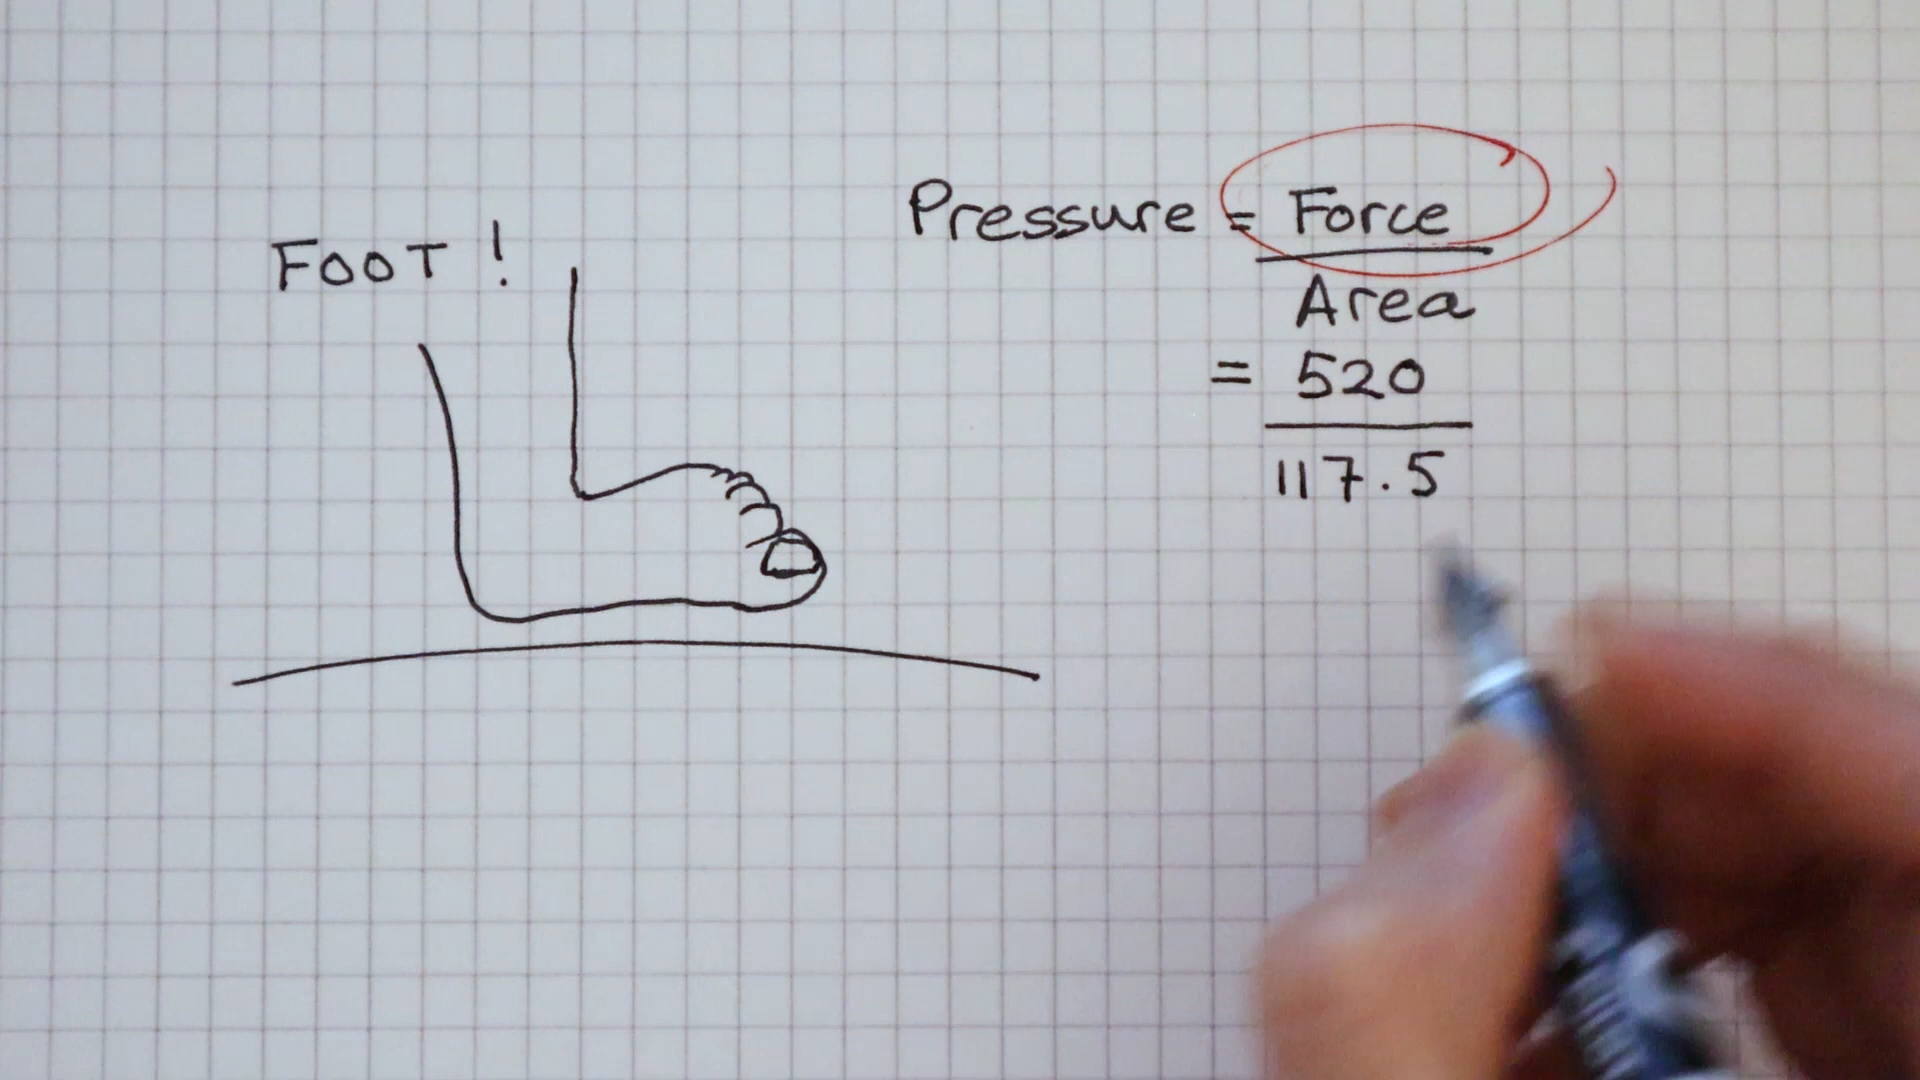 FOOT!
Pressure = Force
Area
= 520
117.5